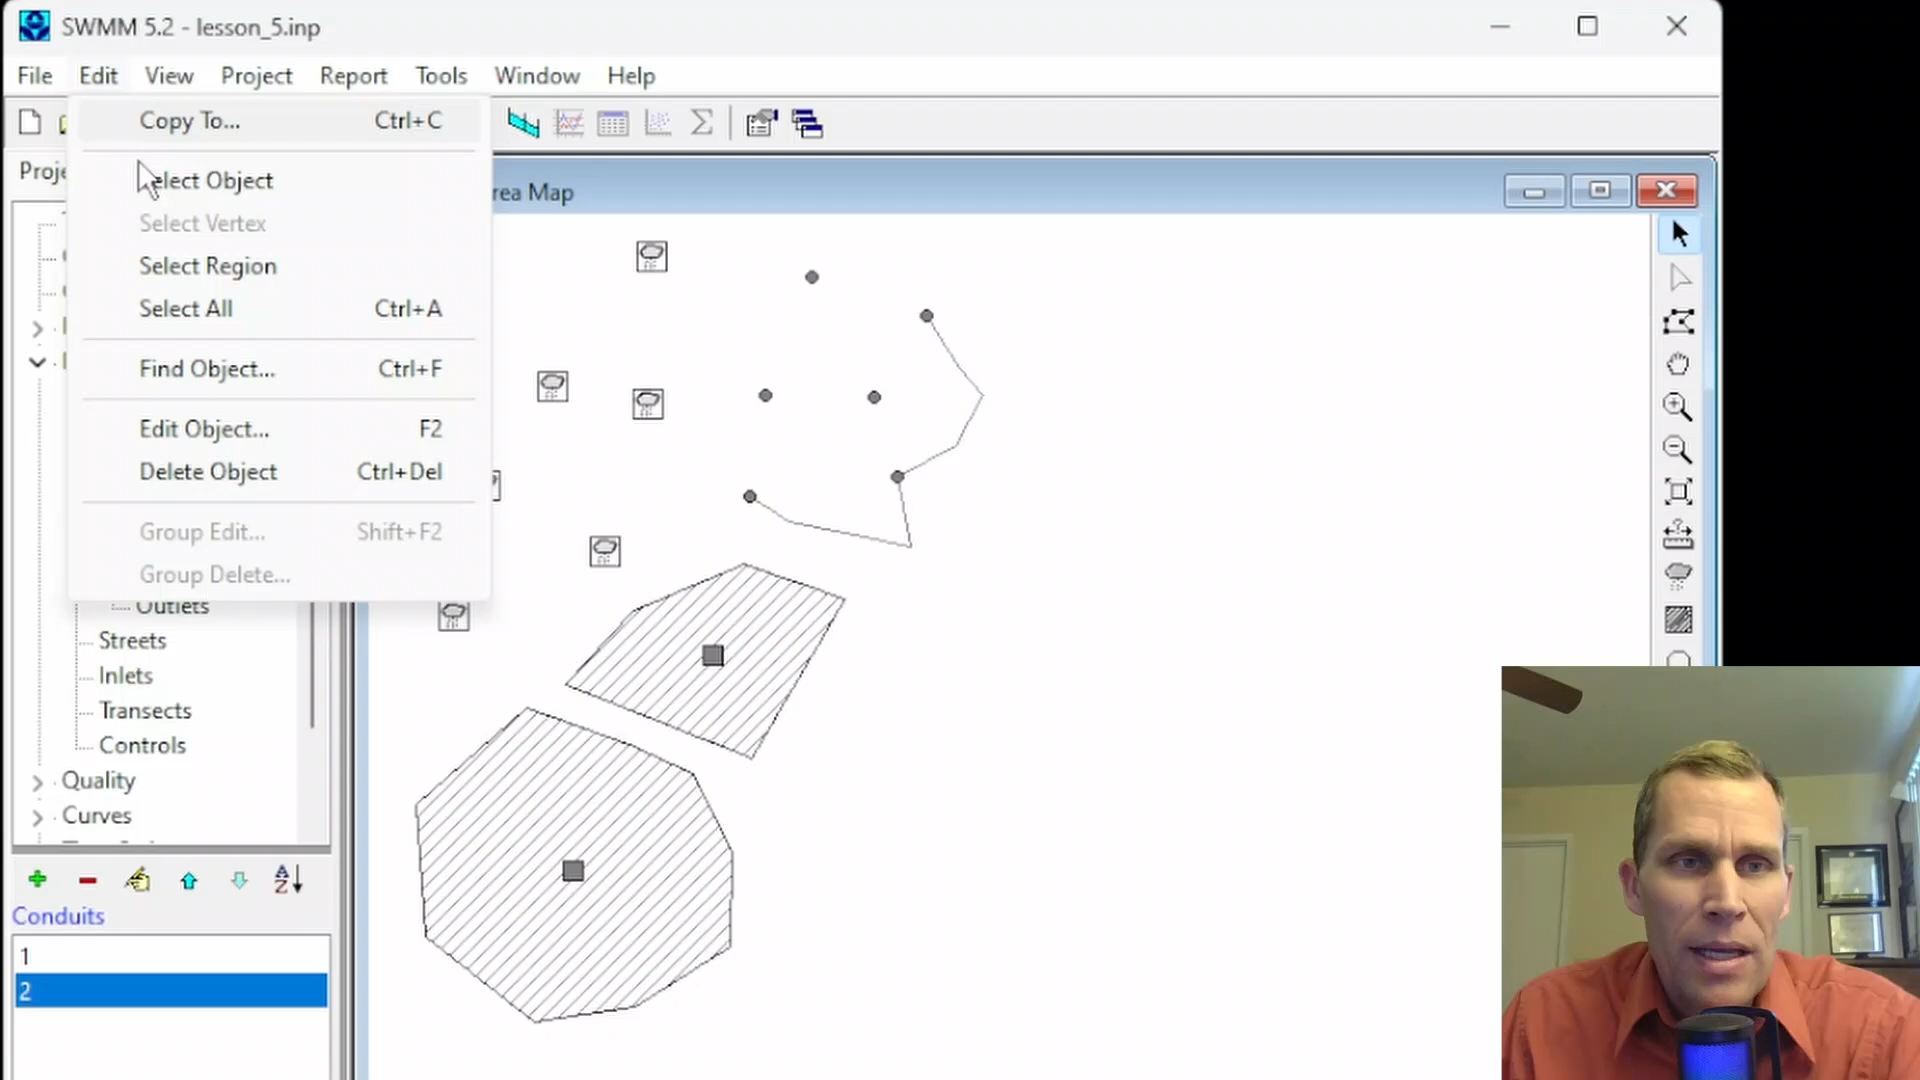 SWMM 5.2 - lesson_5.inp
File Edit View Project Report Tools Window Help
Copy To... Ctrl+C
Select Object
Select Vertex
Select Region
Select All Ctrl+A
Find Object... Ctrl+F
Edit Object... F2
Delete Object Ctrl+Del
Group Edit... Shift+F2
Group Delete...
Proje
rea Map
Outlets
Streets
Inlets
Transects
Controls
Quality
Curves
A
Z
Conduits
1
2